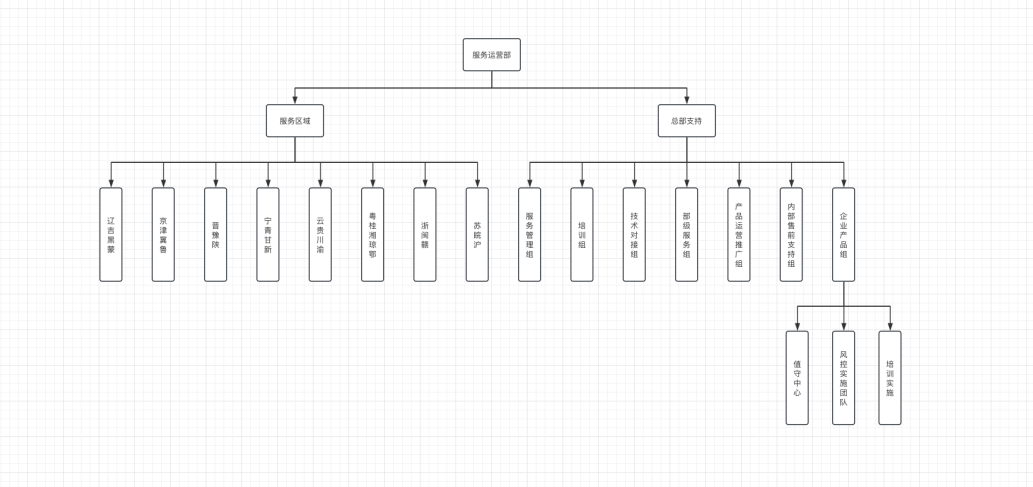 服务运营部
服务区域
总部支持
辽吉黑蒙
京津冀鲁
晋豫陕
宁青甘新
云贵川渝
粤桂湘琼鄂
浙闽赣
苏皖沪
服务管理组
培训组
技术对接组
部级服务组
产品运营推广组
内部售前支持组
企业产品组
值守中心
风控实施团队
培训实施